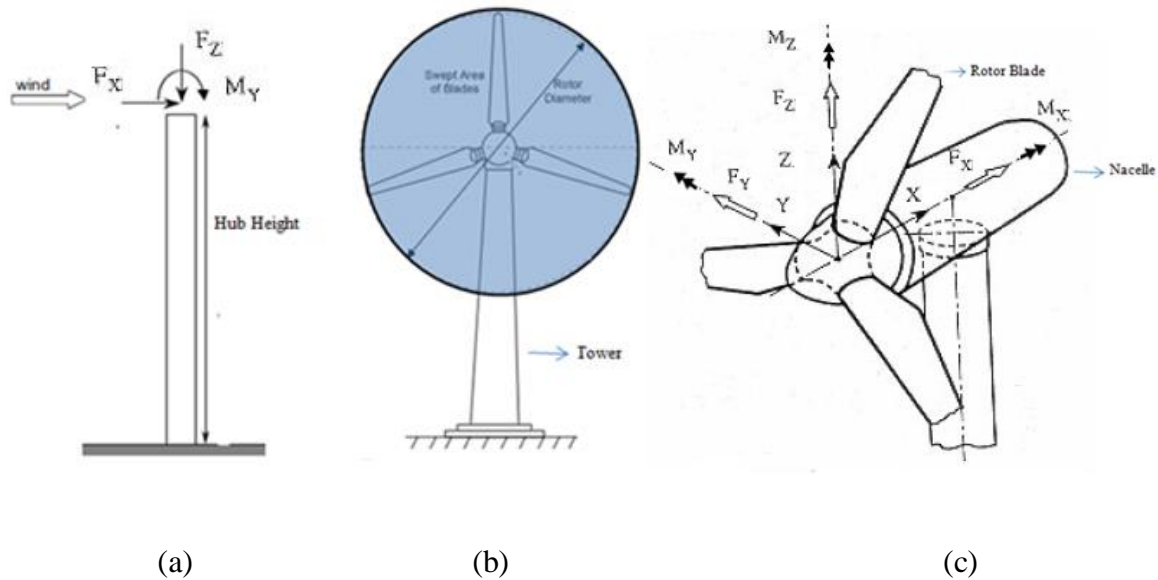 wind
F_X
F_Z
M_Y
Hub Height
Swept Area
of Blades
Rotor
Diameter
Tower
M_Z
F_Z
Z
M_Y
F_Y
Y
X
F_X
M_X
Rotor Blade
Nacelle
(a)
(b)
(c)